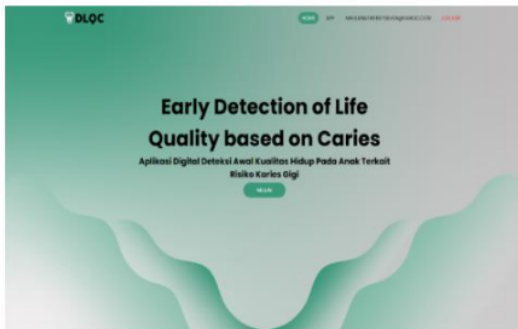 DLQC
HOME
Early Detection of Life
Quality based on Caries
Aplikasi Digital Deteksi Awal Kualitas Hidup Pada Anak Terkait
Risiko Karies Gigi